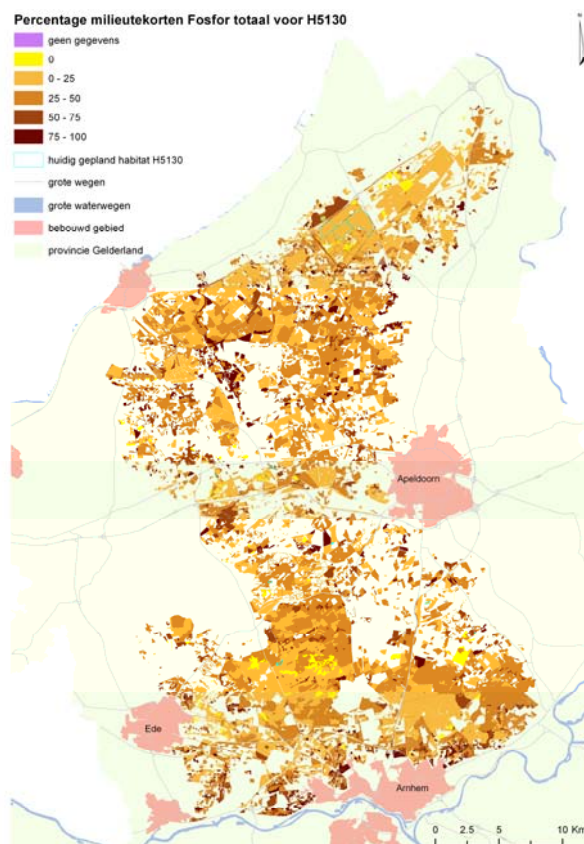 Percentage milieutekorten Fosfor totaal voor H5130
geen gegevens
0
0 - 25
25 - 50
50 - 75
75 - 100
huidig gepland habitat H5130
grote wegen
grote waterwegen
bebouwd gebied
provincie Gelderland
Apeldoorn
Ede
Arnhem
0 2.5 5 10 Km